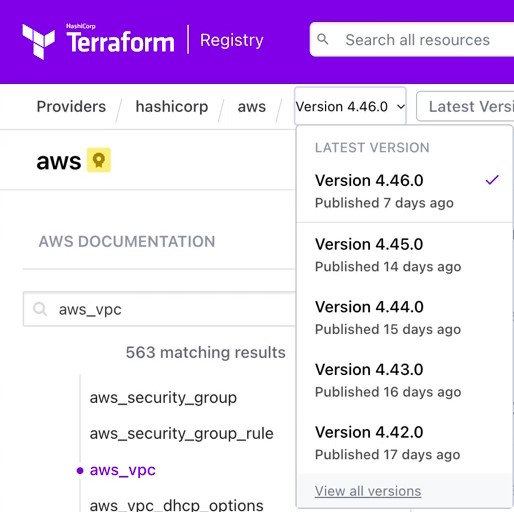 HashiCorp
Terraform
Registry
Search all resources
Providers / hashicorp / aws / Version 4.46.0
Latest Versi
aws
LATEST VERSION
Version 4.46.0
Published 7 days ago
AWS DOCUMENTATION
Version 4.45.0
Published 14 days ago
aws_vpc
Version 4.44.0
Published 15 days ago
563 matching results
Version 4.43.0
Published 16 days ago
aws_security_group
aws_security_group_rule
Version 4.42.0
Published 17 days ago
aws_vpc
aws_vpc_dhcp_options
View all versions